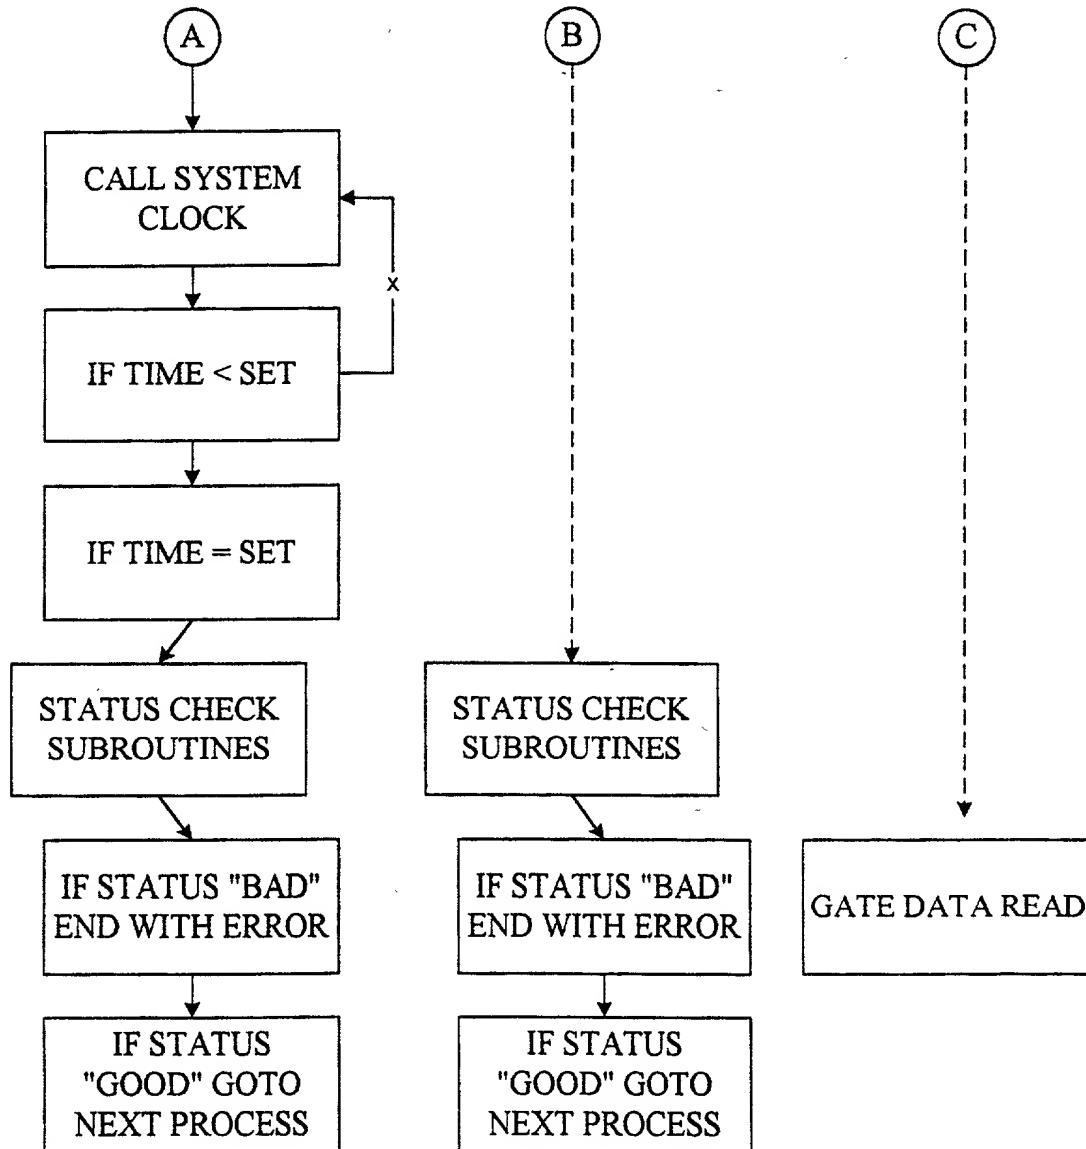 A
B
C
CALL SYSTEM
CLOCK
x
IF TIME < SET
IF TIME = SET
STATUS CHECK
SUBROUTINES
STATUS CHECK
SUBROUTINES
IF STATUS "BAD"
END WITH ERROR
IF STATUS "BAD"
END WITH ERROR
GATE DATA READ
IF STATUS
"GOOD" GOTO
NEXT PROCESS
IF STATUS
"GOOD" GOTO
NEXT PROCESS